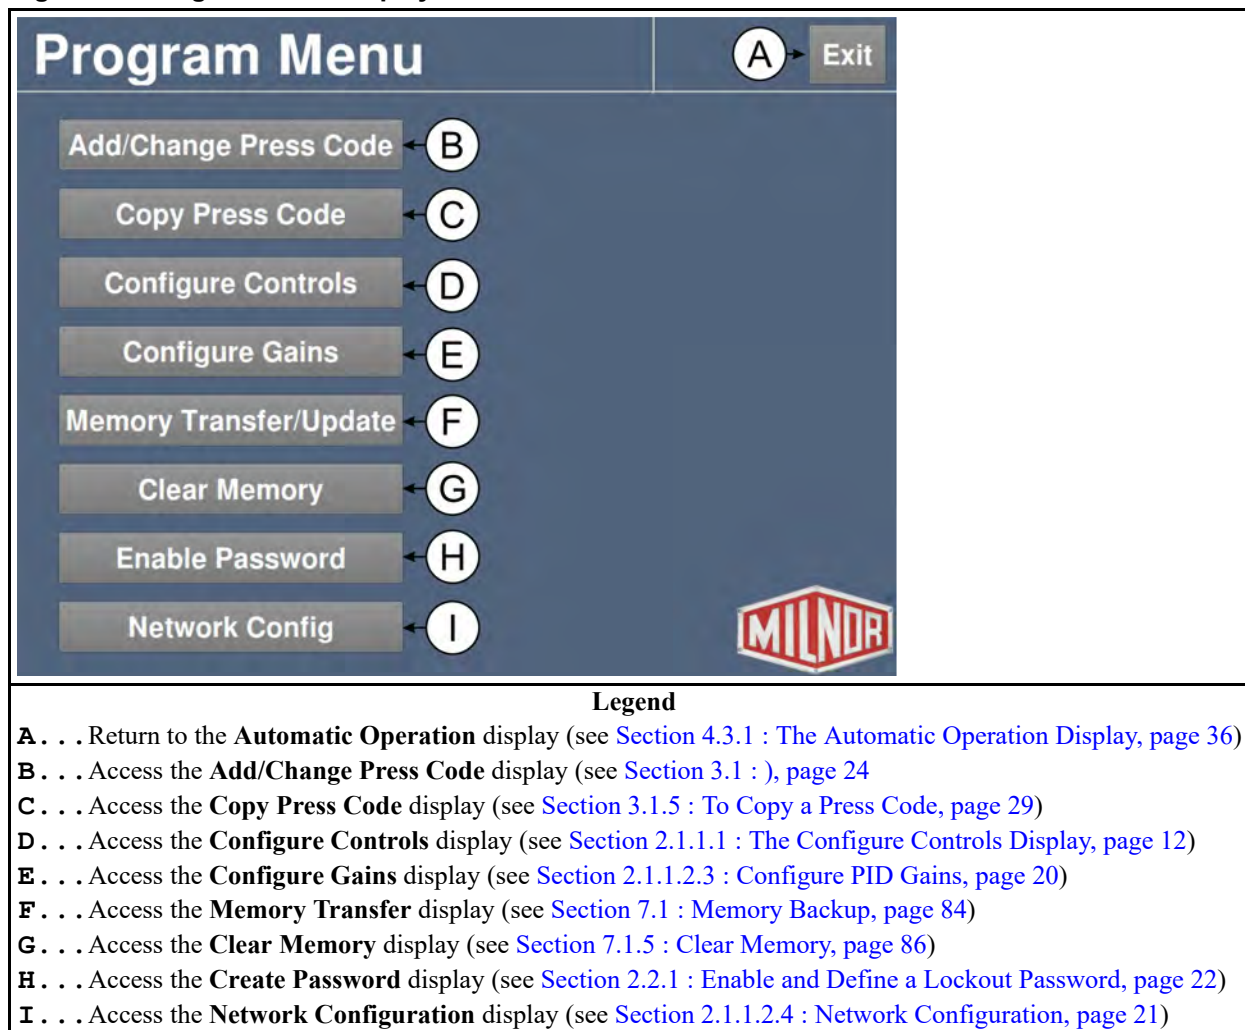 Program Menu
A
Exit
Add/Change Press Code
B
Copy Press Code
C
Configure Controls
D
Configure Gains
E
Memory Transfer/Update
F
Clear Memory
G
Enable Password
H
Network Config
I
MILNOR
Legend
A...Return to the Automatic Operation display (see Section 4.3.1 : The Automatic Operation Display, page 36)
B...Access the Add/Change Press Code display (see Section 3.1 : ), page 24
C...Access the Copy Press Code display (see Section 3.1.5 : To Copy a Press Code, page 29)
D...Access the Configure Controls display (see Section 2.1.1.1 : The Configure Controls Display, page 12)
E...Access the Configure Gains display (see Section 2.1.1.2.3 : Configure PID Gains, page 20)
F...Access the Memory Transfer display (see Section 7.1 : Memory Backup, page 84)
G...Access the Clear Memory display (see Section 7.1.5 : Clear Memory, page 86)
H...Access the Create Password display (see Section 2.2.1 : Enable and Define a Lockout Password, page 22)
I...Access the Network Configuration display (see Section 2.1.1.2.4 : Network Configuration, page 21)